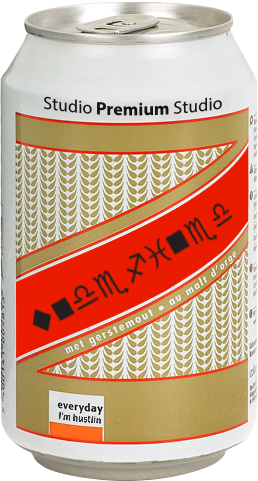 Studio Premium Studio
◆■♎♏♐♓■♏♎
met gerstemout • au malt d'orge
everyday
I'm hustlin